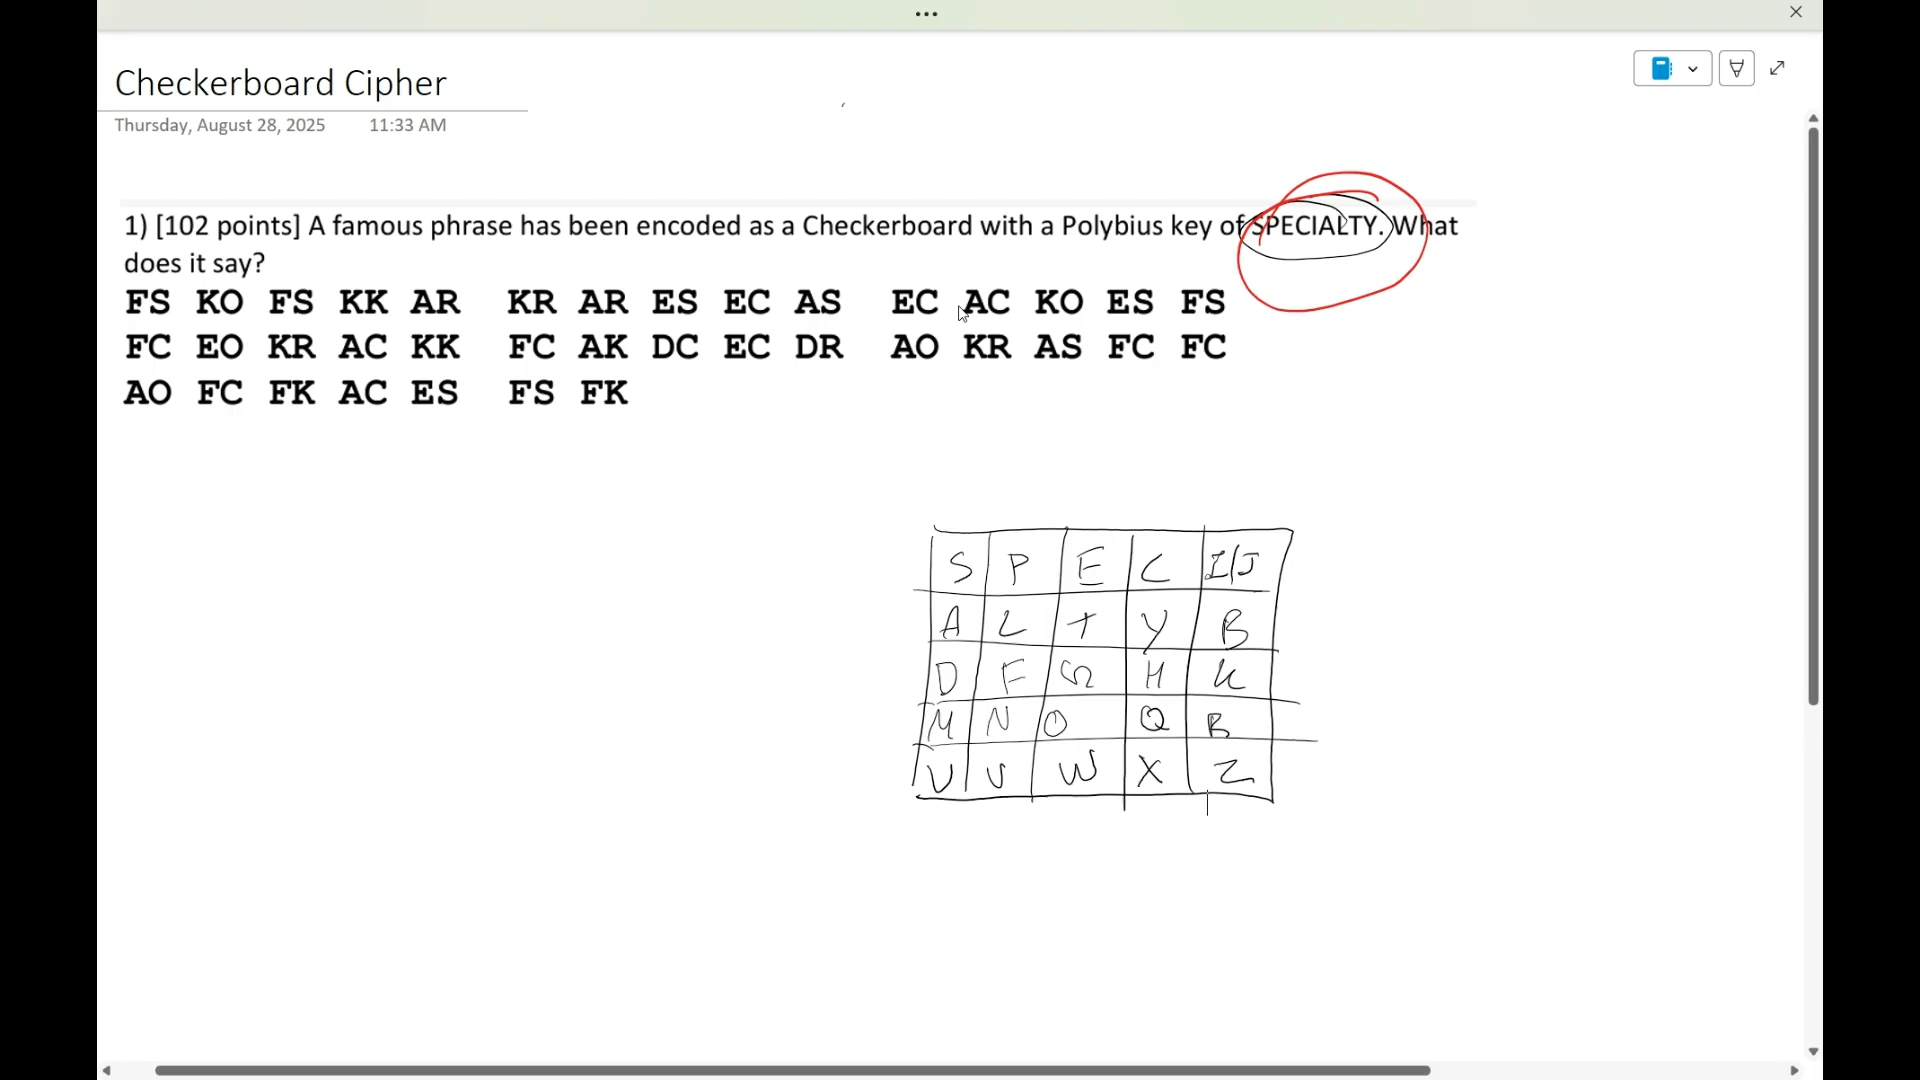 Checkerboard Cipher
Thursday, August 28, 2025 11:33 AM
1) [102 points] A famous phrase has been encoded as a Checkerboard with a Polybius key of SPECIALTY. What
does it say?
FS KO FS KK AR KR AR ES EC AS EC AC KO ES FS
FC EO KR AC KK FC AK DC EC DR AO KR AS FC FC
AO FC FK AC ES FS FK
S P E C I/J
A L T Y B
D F G H K
M N O Q R
U V W X Z